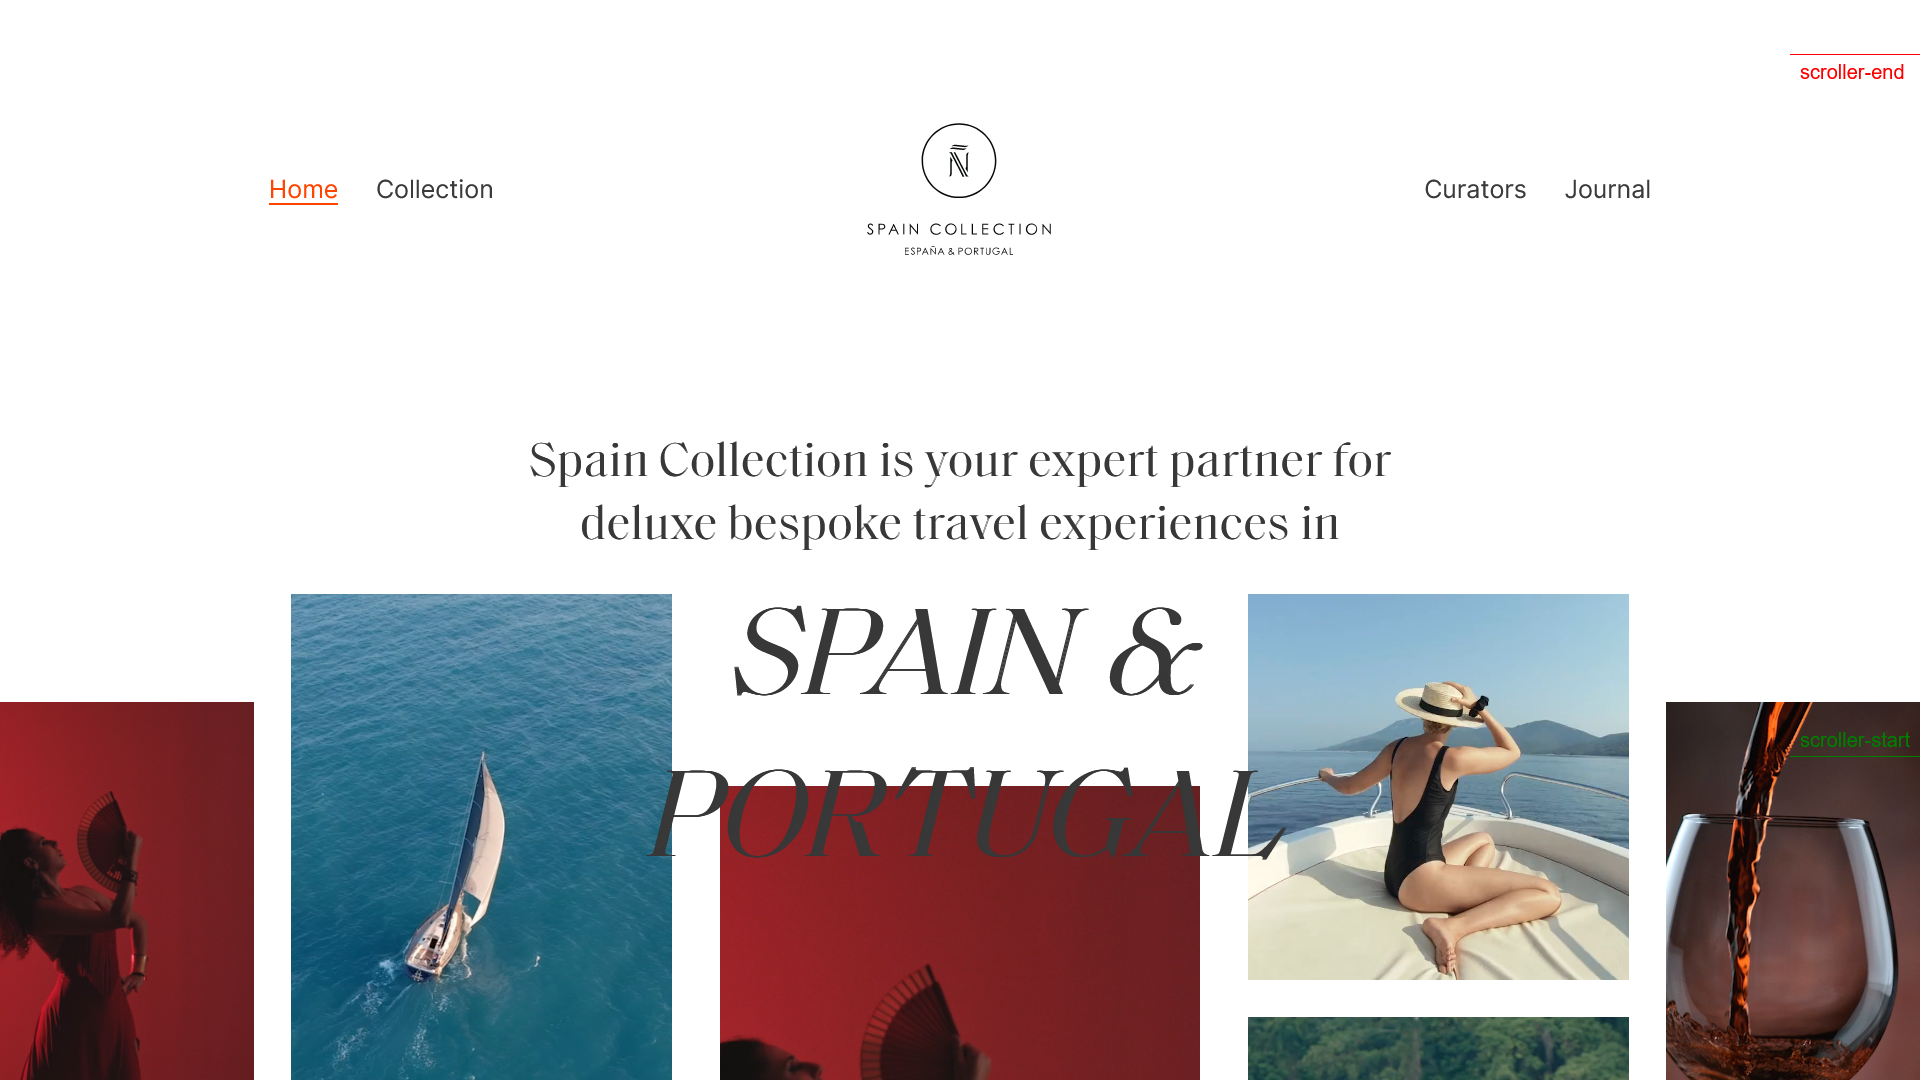 scroller-end
Home
Collection
Ñ
SPAIN COLLECTION
ESPAÑA & PORTUGAL
Curators
Journal
Spain Collection is your expert partner for
deluxe bespoke travel experiences in
SPAIN &
PORTUGAL
scroller-start